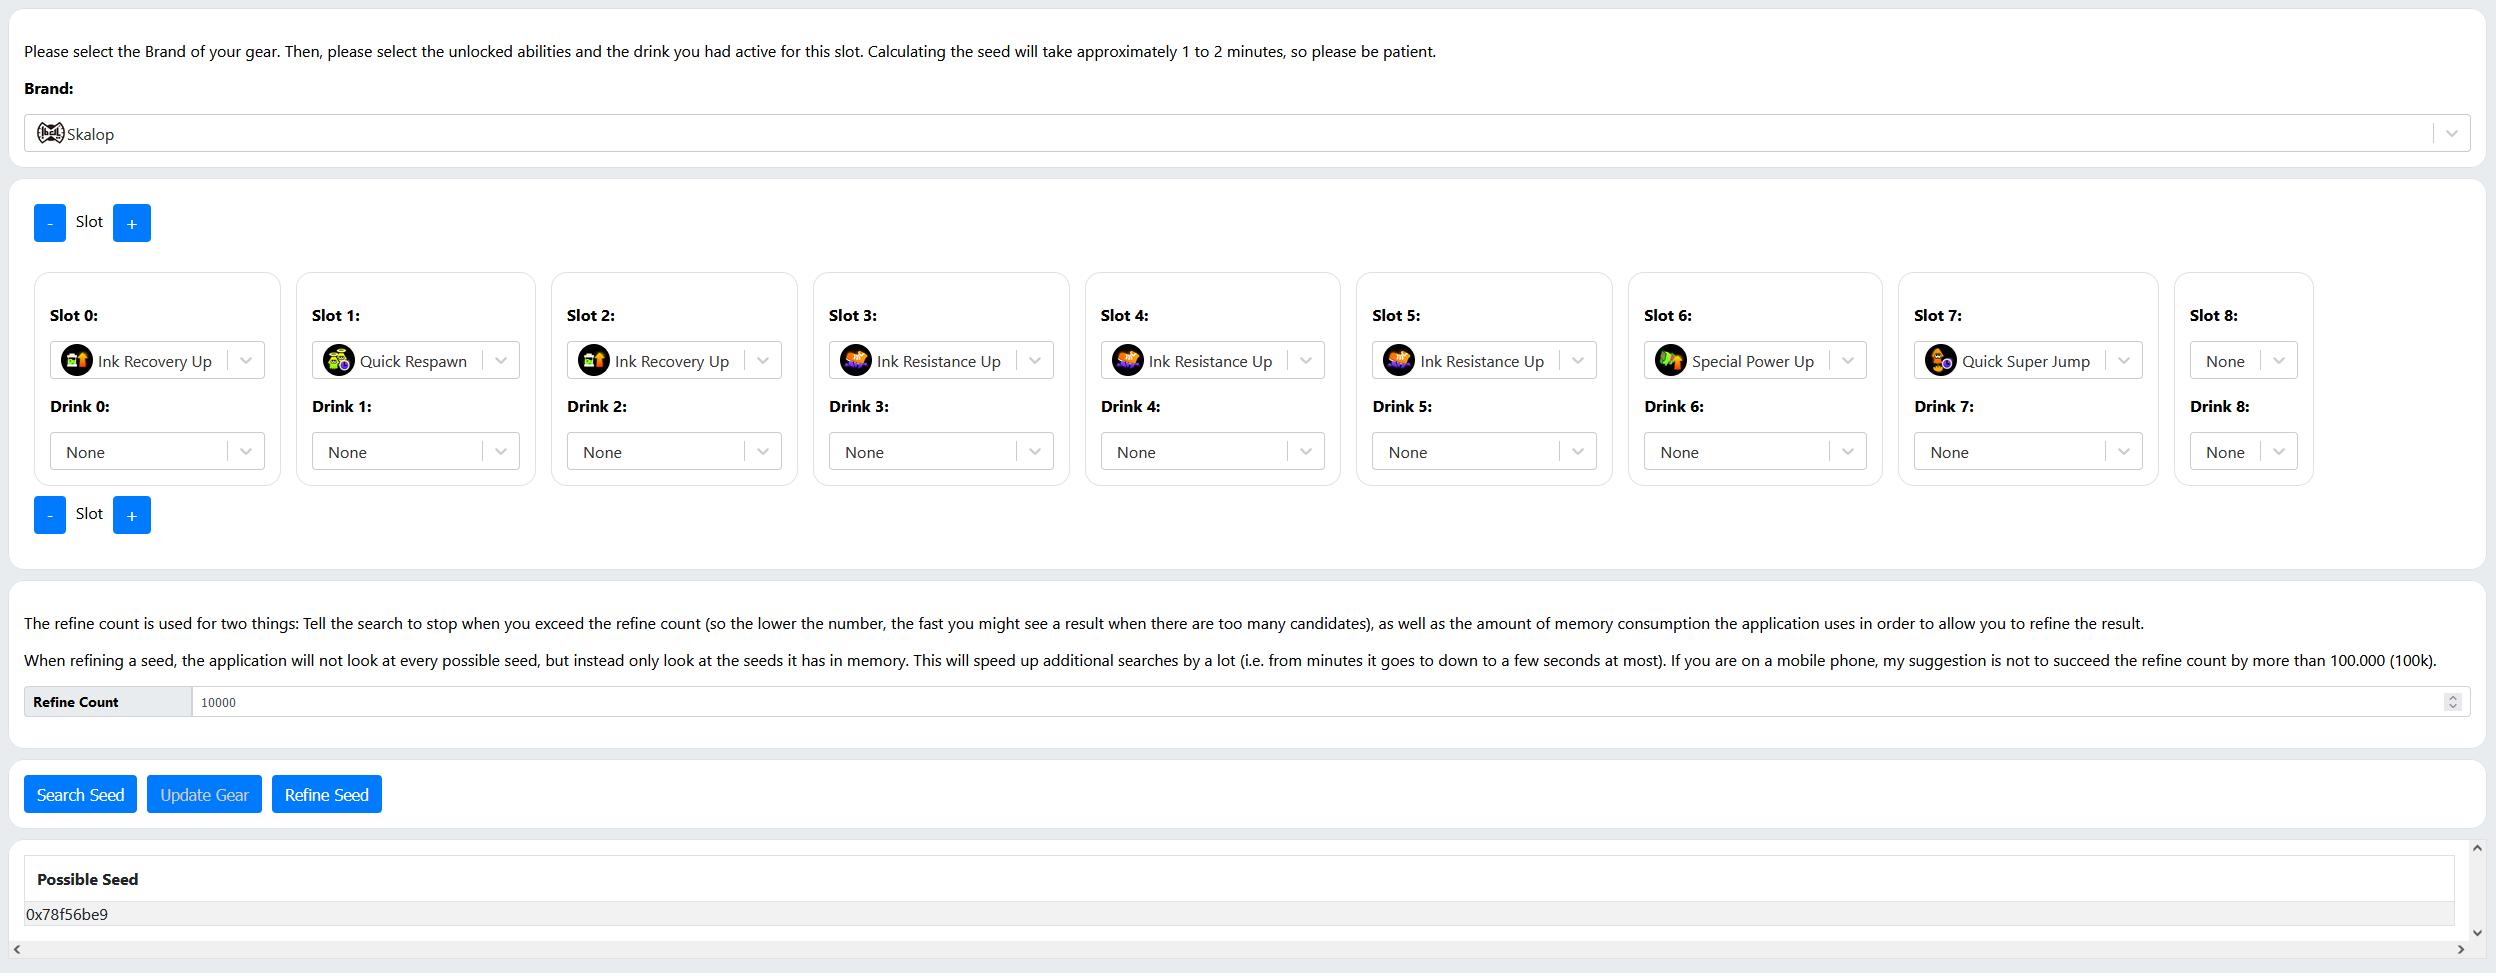 Please select the Brand of your gear. Then, please select the unlocked abilities and the drink you had active for this slot. Calculating the seed will take approximately 1 to 2 minutes, so please be patient.
Brand:
Skalop
- Slot +
Slot 0: Slot 1: Slot 2: Slot 3: Slot 4: Slot 5: Slot 6: Slot 7: Slot 8:
Ink Recovery Up Quick Respawn Ink Recovery Up Ink Resistance Up Ink Resistance Up Ink Resistance Up Special Power Up Quick Super Jump None
Drink 0: Drink 1: Drink 2: Drink 3: Drink 4: Drink 5: Drink 6: Drink 7: Drink 8:
None None None None None None None None None
- Slot +
The refine count is used for two things: Tell the search to stop when you exceed the refine count (so the lower the number, the fast you might see a result when there are too many candidates), as well as the amount of memory consumption the application uses in order to allow you to refine the result.
When refining a seed, the application will not look at every possible seed, but instead only look at the seeds it has in memory. This will speed up additional searches by a lot (i.e. from minutes it goes to down to a few seconds at most). If you are on a mobile phone, my suggestion is not to succeed the refine count by more than 100.000 (100k).
Refine Count 10000
Search Seed Update Gear Refine Seed
Possible Seed
0x78f56be9